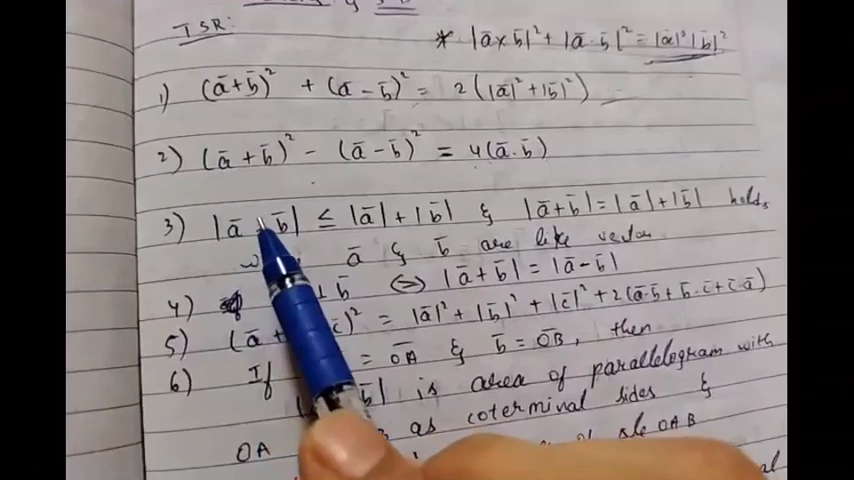 TSR:
* |a̅×b̅|² + |a̅·b̅|² = |a̅|²|b̅|²
1) (a̅+b̅)² + (a̅−b̅)² = 2(|a̅|²+|b̅|²)
2) (a̅+b̅)² − (a̅−b̅)² = 4(a̅·b̅)
3) |a̅ b̅| ≤ |a̅|+|b̅| & |a̅+b̅|=|a̅|+|b̅| holds
a̅ & b̅ are like vector
4) b̅ ⇔ |a̅+b̅| = |a̅−b̅|
5) (a̅+ c̅)² = |a̅|²+|b̅|²+|c̅|²+2(a̅·b̅+b̅·c̅+c̅·a̅)
6) If = O̅A̅ & b̅ = O̅B̅, then
b̅| is area of parallelogram with
OA as coterminal sides &
OAB